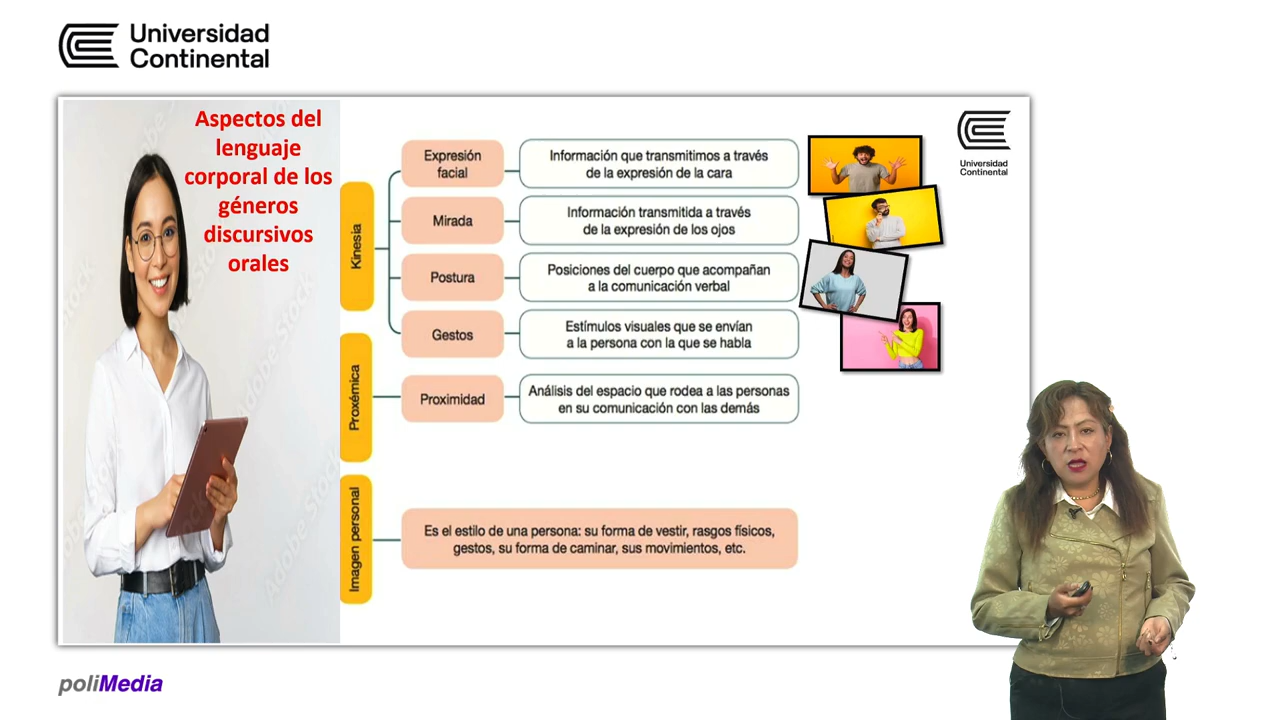 Universidad
Continental
Aspectos del
lenguaje
corporal de los
géneros
discursivos
orales
Universidad
Continental
Kinesia
Expresión
facial
Información que transmitimos a través
de la expresión de la cara
Mirada
Información transmitida a través
de la expresión de los ojos
Postura
Posiciones del cuerpo que acompañan
a la comunicación verbal
Gestos
Estímulos visuales que se envían
a la persona con la que se habla
Proxémica
Proximidad
Análisis del espacio que rodea a las personas
en su comunicación con las demás
Imagen personal
Es el estilo de una persona: su forma de vestir, rasgos físicos,
gestos, su forma de caminar, sus movimientos, etc.
Adobe Stock
poliMedia